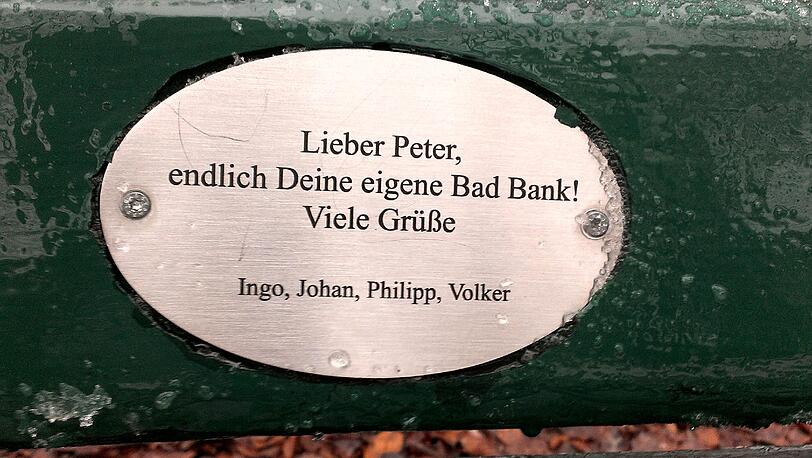 Lieber Peter,
endlich Deine eigene Bad Bank!
Viele Grüße
Ingo, Johan, Philipp, Volker